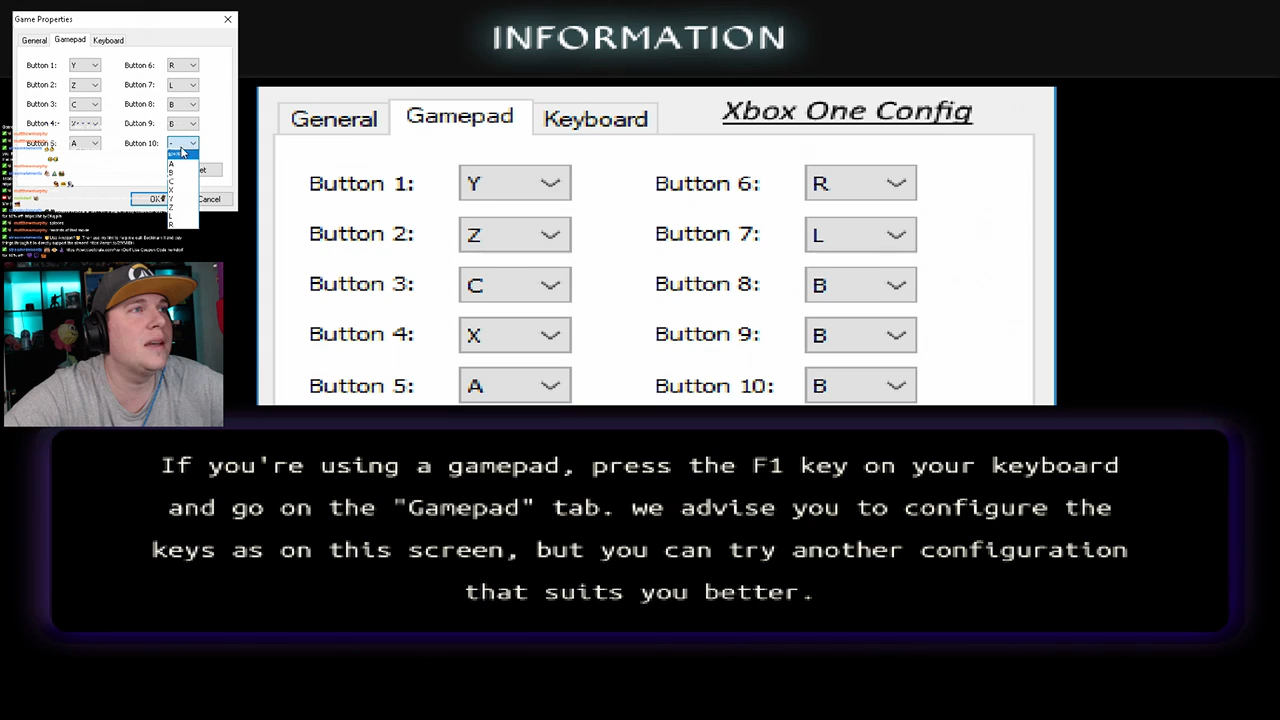 Game Properties
General Gamepad Keyboard
Button 1: Y Button 6: R
Button 2: Z Button 7: L
Button 3: C Button 8: B
Button 4: Button 9: B
Button 5: A Button 10: -
A
B
C
X
Y
Z
L
R
OK Cancel
INFORMATION
General Gamepad Keyboard Xbox One Config
Button 1: Y Button 6: R
Button 2: Z Button 7: L
Button 3: C Button 8: B
Button 4: X Button 9: B
Button 5: A Button 10: B
If you're using a gamepad, press the F1 key on your keyboard
and go on the "Gamepad" tab. we advise you to configure the
keys as on this screen, but you can try another configuration
that suits you better.